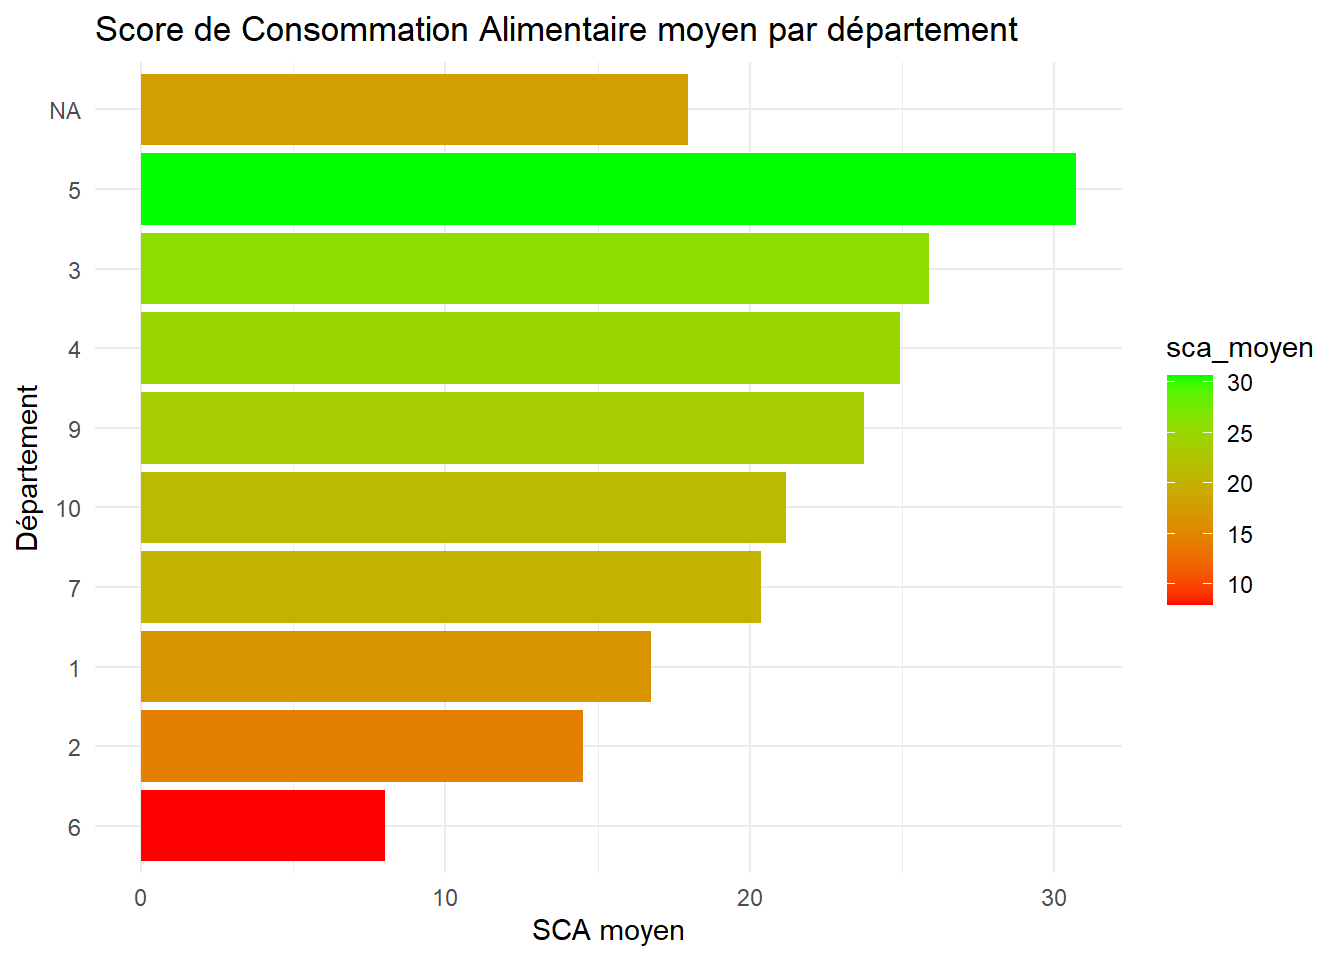 Score de Consommation Alimentaire moyen par département
NA
5
3
4
9
10
7
1
2
6
Département
0 10 20 30
SCA moyen
sca_moyen
30
25
20
15
10